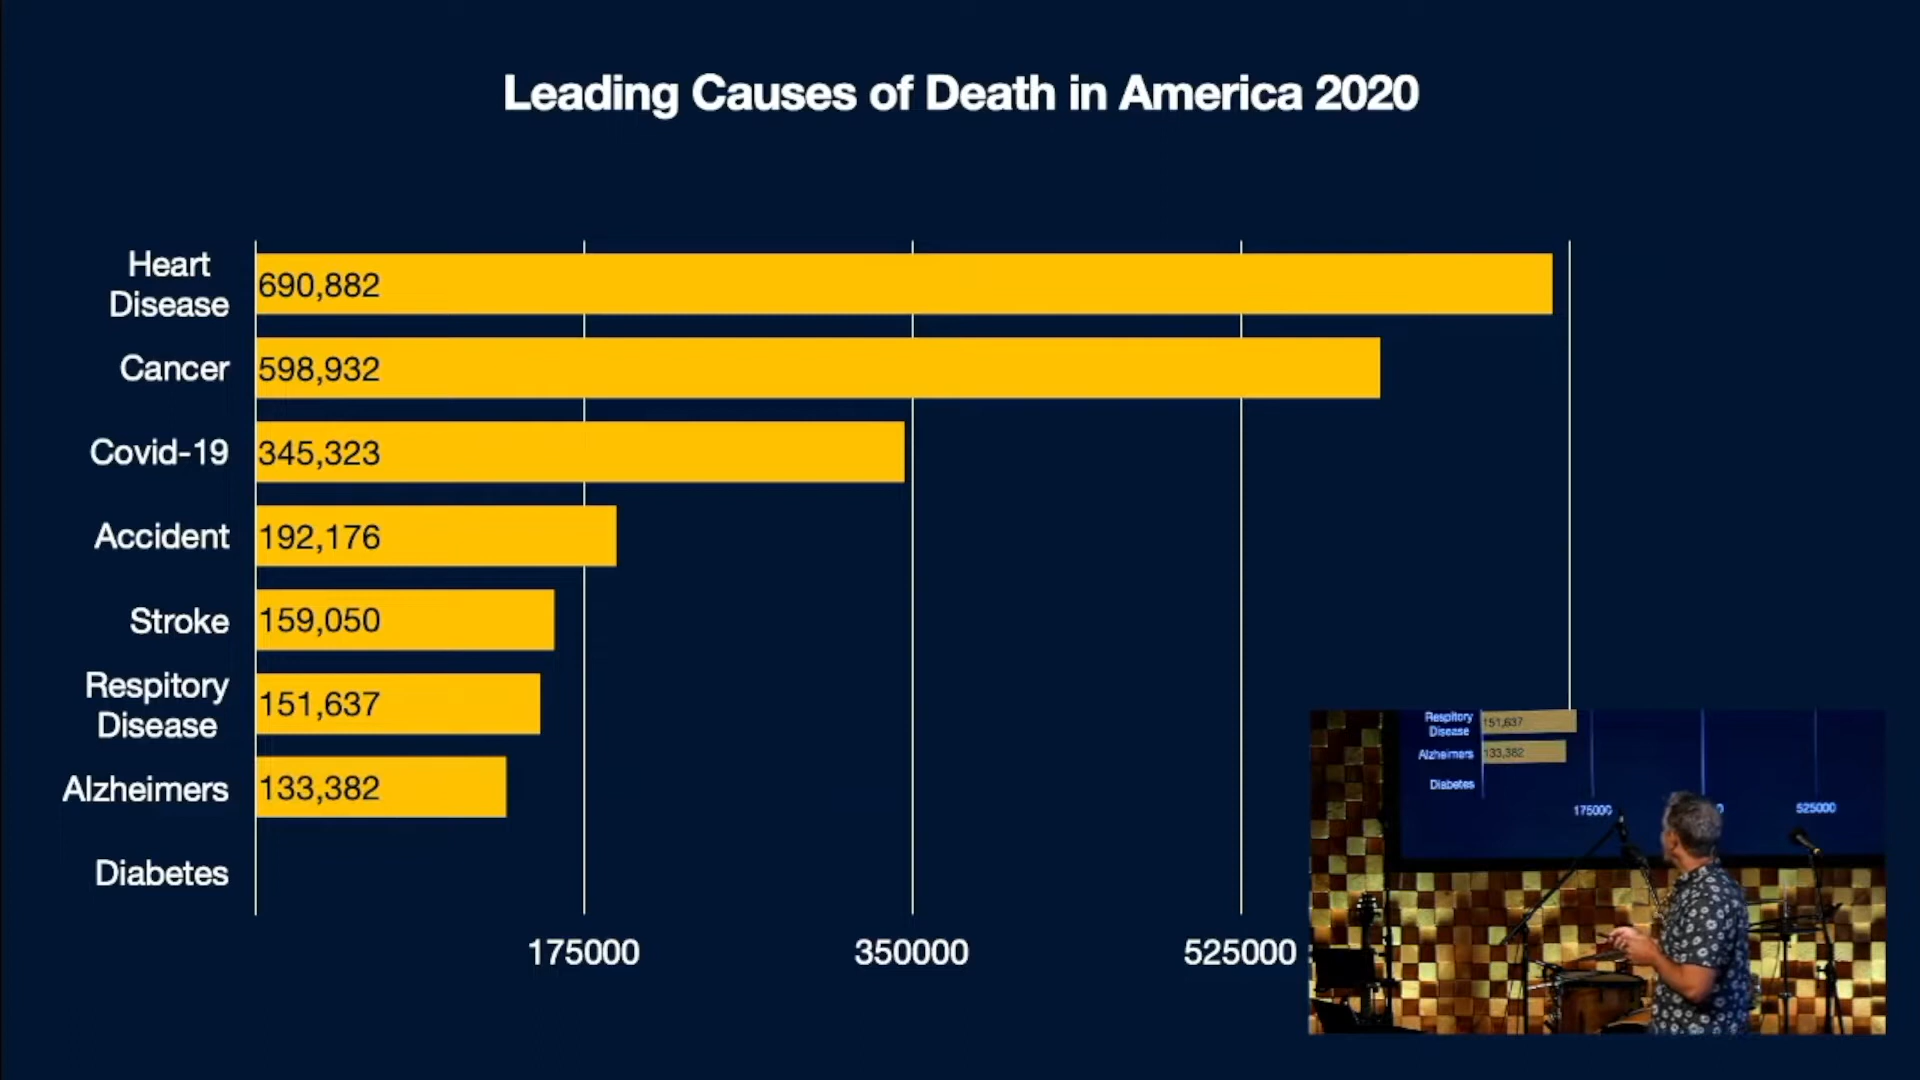 Leading Causes of Death in America 2020
Heart
Disease
690,882
Cancer
598,932
Covid-19
345,323
Accident
192,176
Stroke
159,050
Respitory
Disease
151,637
Alzheimers
133,382
Diabetes
175000
350000
525000
Respitory
Disease
151,637
Alzheimers
133,382
Diabetes
175000
525000